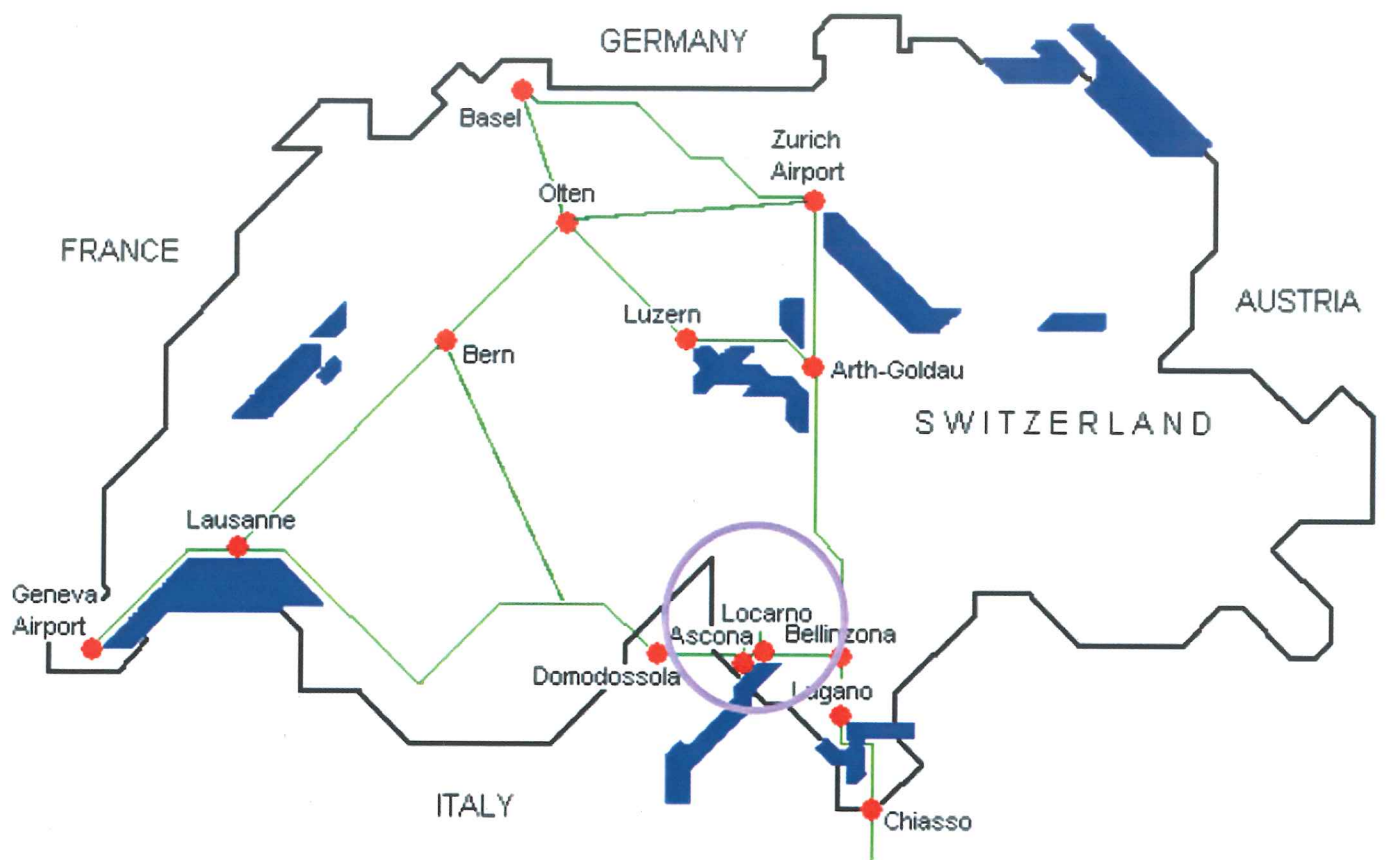 GERMANY
Basel
Zurich
Airport
Olten
FRANCE
AUSTRIA
Luzern
Bern
Arth-Goldau
SWITZERLAND
Lausanne
Geneva
Airport
Locarno
Ascona
Bellinzona
Domodossola
Lugano
ITALY
Chiasso